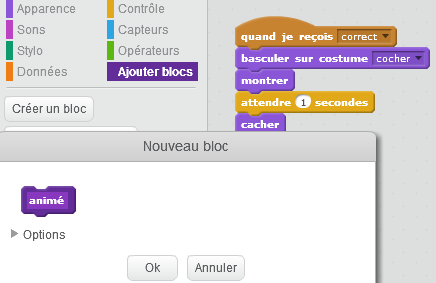 Apparence
Contrôle
Sons
Capteurs
Stylo
Opérateurs
Données
Ajouter blocs
Créer un bloc
quand je reçois correct
basculer sur costume cocher
montrer
attendre 1 secondes
cacher
Nouveau bloc
animé
Options
Ok
Annuler